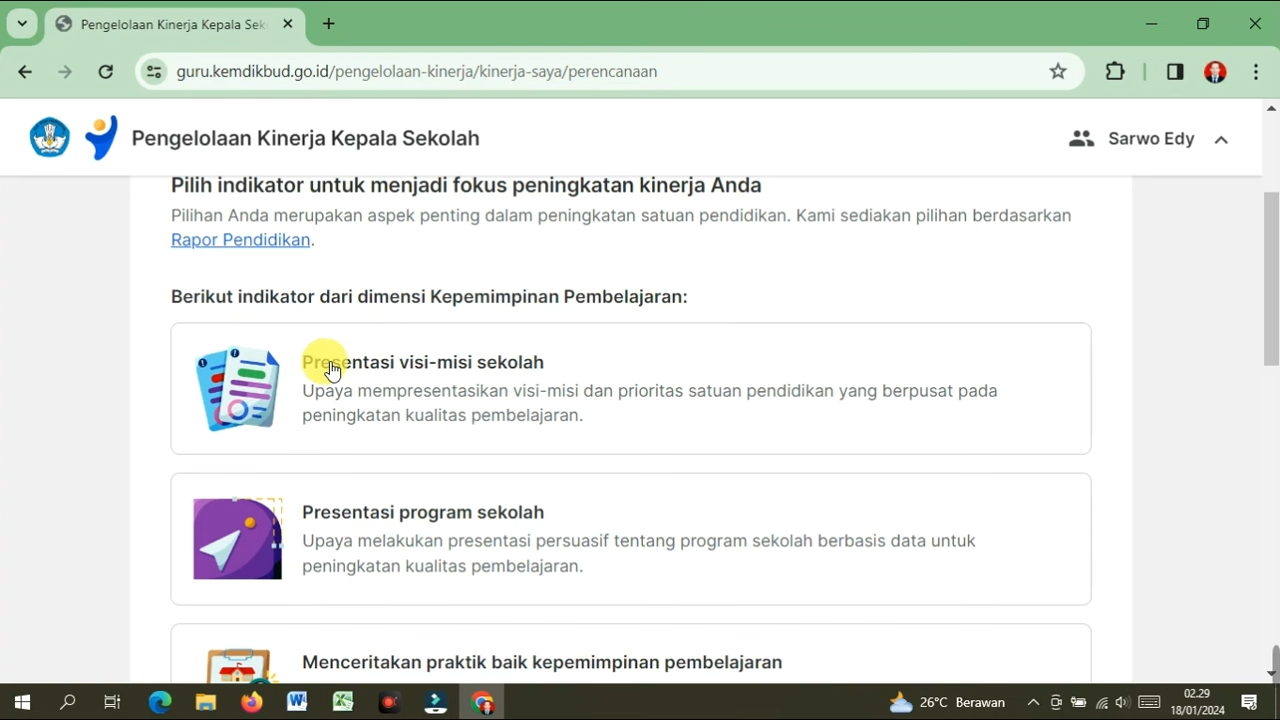 Pengelolaan Kinerja Kepala Sek
guru.kemdikbud.go.id/pengelolaan-kinerja/kinerja-saya/perencanaan
Pengelolaan Kinerja Kepala Sekolah
Sarwo Edy
Pilih indikator untuk menjadi fokus peningkatan kinerja Anda
Pilihan Anda merupakan aspek penting dalam peningkatan satuan pendidikan. Kami sediakan pilihan berdasarkan
Rapor Pendidikan.
Berikut indikator dari dimensi Kepemimpinan Pembelajaran:
Presentasi visi-misi sekolah
Upaya mempresentasikan visi-misi dan prioritas satuan pendidikan yang berpusat pada
peningkatan kualitas pembelajaran.
Presentasi program sekolah
Upaya melakukan presentasi persuasif tentang program sekolah berbasis data untuk
peningkatan kualitas pembelajaran.
Menceritakan praktik baik kepemimpinan pembelajaran
26°C Berawan
02.29
18/01/2024